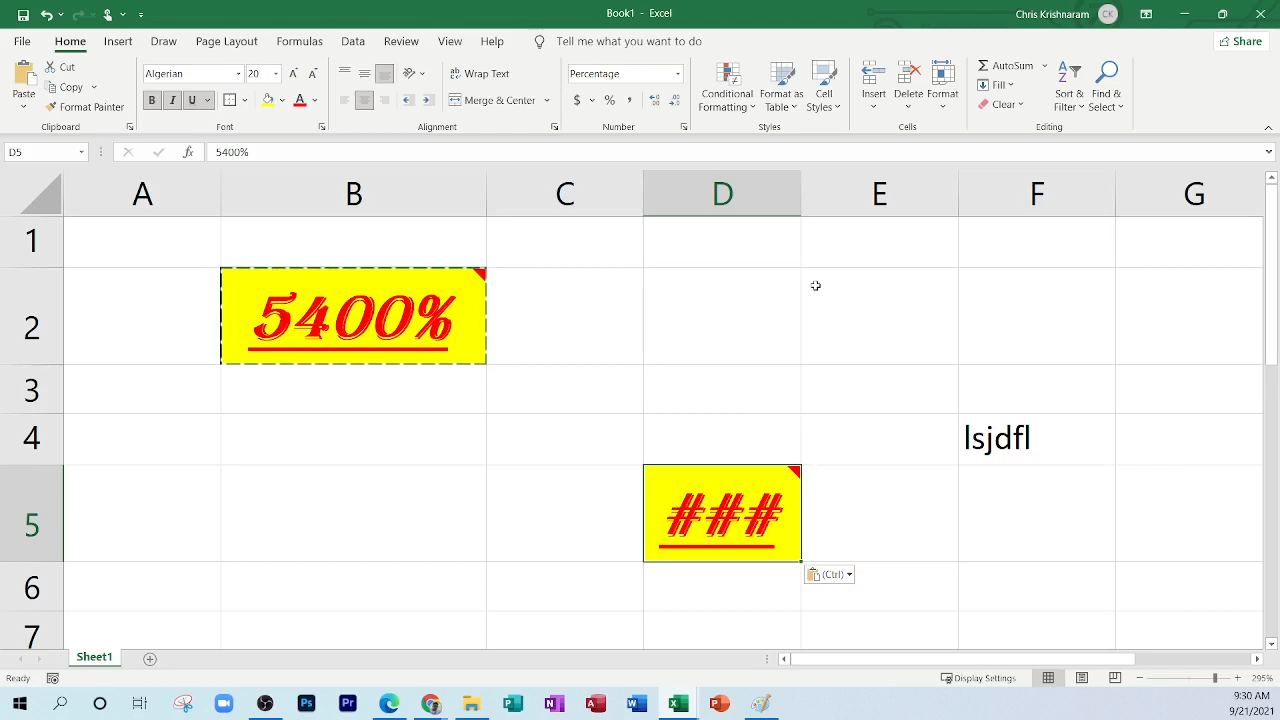 Book1 - Excel
Chris Krishnaram CK
File Home Insert Draw Page Layout Formulas Data Review View Help Tell me what you want to do Share
Paste Cut Copy Format Painter Clipboard
Algerian 20 A A B I U A Font
ab Wrap Text Merge & Center Alignment
Percentage $ % , Number
Conditional Formatting Format as Table Cell Styles Styles
Insert Delete Format Cells
AutoSum Fill Clear Sort & Filter Find & Select Editing
D5 fx 5400%
A B C D E F G
1
2 5400%
3
4 lsjdfl
5 ###
(Ctrl)
6
7
Sheet1
Ready Display Settings 295%
9:30 AM
9/21/2021